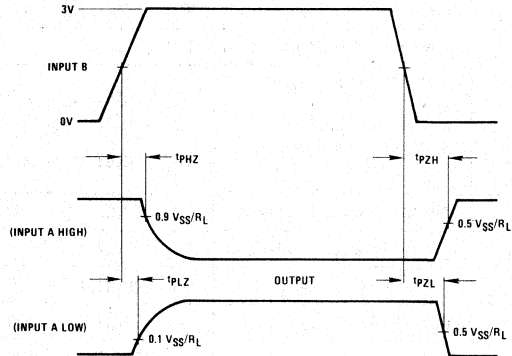 3V
INPUT B
0V
tPHZ
tPZH
(INPUT A HIGH)
0.9 VSS/RL
0.5 VSS/RL
tPLZ
OUTPUT
tPZL
(INPUT A LOW)
0.1 VSS/RL
0.5 VSS/RL